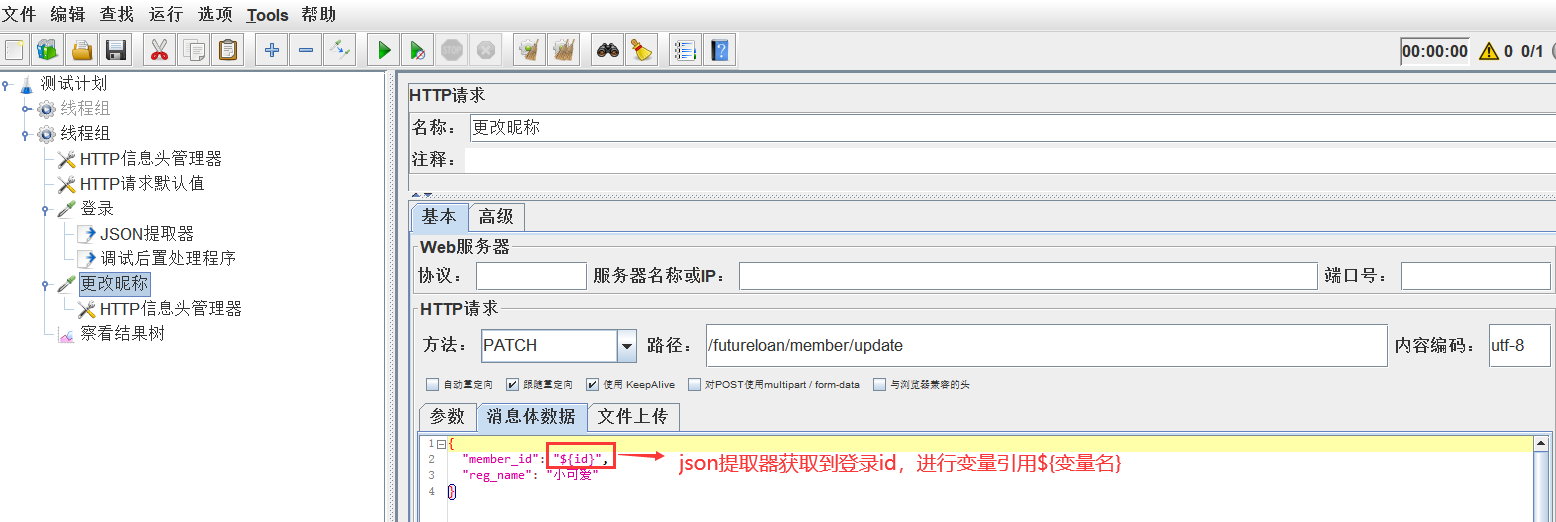 文件 编辑 查找 运行 选项 Tools 帮助
00:00:00 0 0/1
测试计划
线程组
线程组
HTTP信息头管理器
HTTP请求默认值
登录
JSON提取器
调试后置处理程序
更改昵称
HTTP信息头管理器
察看结果树
HTTP请求
名称： 更改昵称
注释：
基本 高级
Web服务器
协议： 服务器名称或IP： 端口号：
HTTP请求
方法： PATCH 路径： /futureloan/member/update 内容编码： utf-8
自动重定向 跟随重定向 使用 KeepAlive 对POST使用multipart / form-data 与浏览器兼容的头
参数 消息体数据 文件上传
1 {
2 "member_id": "${id}", json提取器获取到登录id，进行变量引用${变量名}
3 "reg_name": "小可爱"
4 }